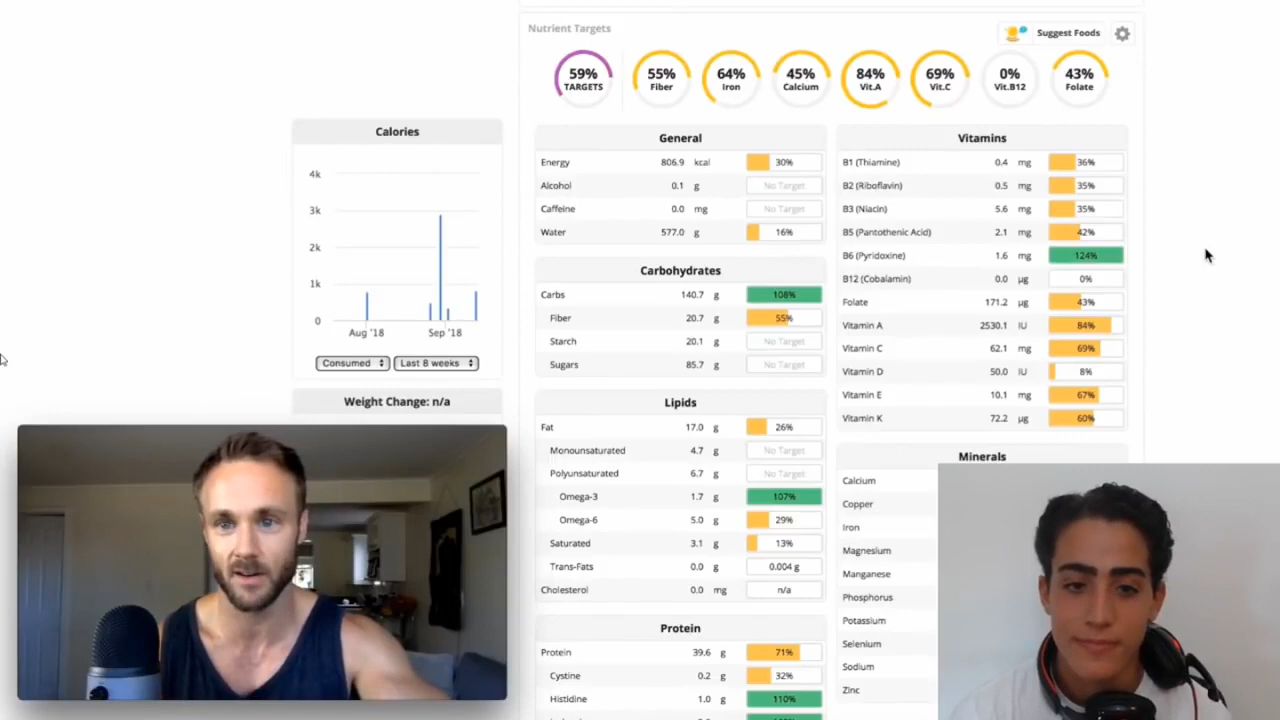 Nutrient Targets
Suggest Foods
59% TARGETS
55% Fiber
64% Iron
45% Calcium
84% Vit.A
69% Vit.C
0% Vit.B12
43% Folate
Calories
4k
3k
2k
1k
0
Aug '18 Sep '18
Consumed Last 8 weeks
Weight Change: n/a
General
Energy 806.9 kcal 30%
Alcohol 0.1 g No Target
Caffeine 0.0 mg No Target
Water 577.0 g 16%
Carbohydrates
Carbs 140.7 g 108%
Fiber 20.7 g 55%
Starch 20.1 g No Target
Sugars 85.7 g No Target
Lipids
Fat 17.0 g 26%
Monounsaturated 4.7 g No Target
Polyunsaturated 6.7 g No Target
Omega-3 1.7 g 107%
Omega-6 5.0 g 29%
Saturated 3.1 g 13%
Trans-Fats 0.0 g 0.004 g
Cholesterol 0.0 mg n/a
Protein
Protein 39.6 g 71%
Cystine 0.2 g 32%
Histidine 1.0 g 110%
Vitamins
B1 (Thiamine) 0.4 mg 36%
B2 (Riboflavin) 0.5 mg 35%
B3 (Niacin) 5.6 mg 35%
B5 (Pantothenic Acid) 2.1 mg 42%
B6 (Pyridoxine) 1.6 mg 124%
B12 (Cobalamin) 0.0 µg 0%
Folate 171.2 µg 43%
Vitamin A 2530.1 IU 84%
Vitamin C 62.1 mg 69%
Vitamin D 50.0 IU 8%
Vitamin E 10.1 mg 67%
Vitamin K 72.2 µg 60%
Minerals
Calcium
Copper
Iron
Magnesium
Manganese
Phosphorus
Potassium
Selenium
Sodium
Zinc